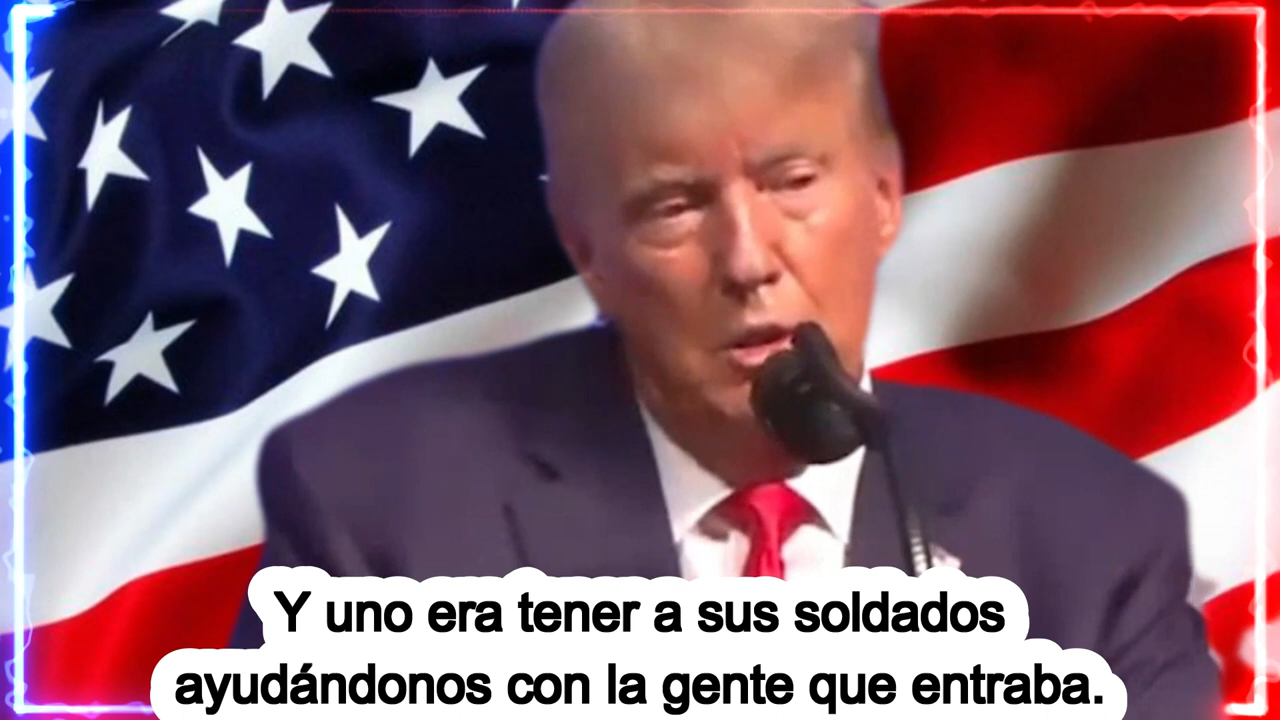 Y uno era tener a sus soldados
ayudándonos con la gente que entraba.